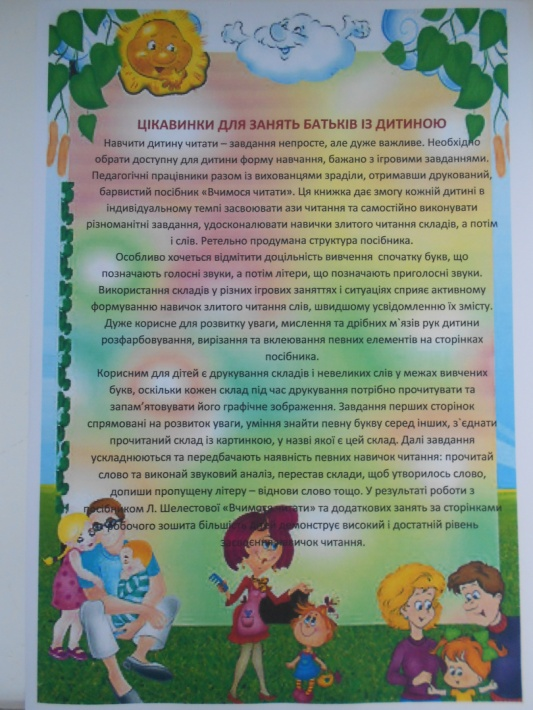 ЦІКАВИНКИ ДЛЯ ЗАНЯТЬ БАТЬКІВ ІЗ ДИТИНОЮ
Навчити дитину читати – завдання непросте, але дуже важливе. Необхідно
обрати доступну для дитини форму навчання, бажано з ігровими завданнями.
Педагогічні працівники разом із вихованцями зраділи, отримавши друкований,
барвистий посібник «Вчимося читати». Ця книжка дає змогу кожній дитині в
індивідуальному темпі засвоювати ази читання та самостійно виконувати
різноманітні завдання, удосконалювати навички злитого читання складів, а потім
і слів. Ретельно продумана структура посібника.
Особливо хочеться відмітити доцільність вивчення спочатку букв, що
позначають голосні звуки, а потім літери, що позначають приголосні звуки.
Використання складів у різних ігрових заняттях і ситуаціях сприяє активному
формуванню навичок злитого читання слів, швидшому усвідомленню їх змісту.
Дуже корисне для розвитку уваги, мислення та дрібних м`язів рук дитини
розфарбовування, вирізання та вклеювання певних елементів на сторінках
посібника.
Корисним для дітей є друкування складів і невеликих слів у межах вивчених
букв, оскільки кожен склад під час друкування потрібно прочитувати та
запам’ятовувати його графічне зображення. Завдання перших сторінок
спрямовані на розвиток уваги, уміння знайти певну букву серед інших, з`єднати
прочитаний склад із картинкою, у назві якої є цей склад. Далі завдання
ускладнюються та передбачають наявність певних навичок читання: прочитай
слово та виконай звуковий аналіз, перестав склади, щоб утворилось слово,
допиши пропущену літеру – віднови слово тощо. У результаті роботи з
посібником Л. Шелестової «Вчимося читати» та додаткових занять за сторінками
робочого зошита більшість дітей демонструє високий і достатній рівень
навичок читання.